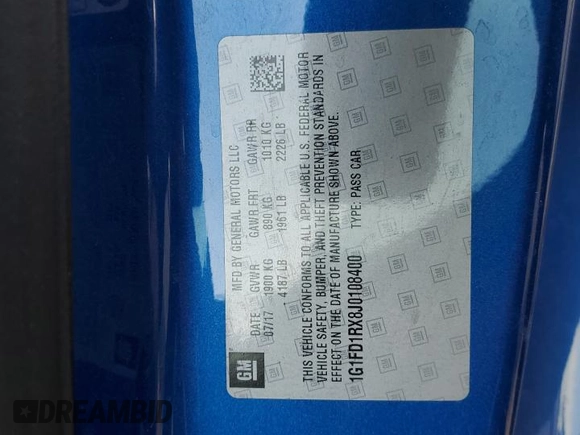 GM
MFD BY GENERAL MOTORS LLC
DATE GVWR GAWR FRT GAWR RR
07/17 1900 KG 890 KG 1010 KG
4187 LB 1961 LB 2226 LB
THIS VEHICLE CONFORMS TO ALL APPLICABLE U.S. FEDERAL MOTOR
VEHICLE SAFETY, BUMPER, AND THEFT PREVENTION STANDARDS IN
EFFECT ON THE DATE OF MANUFACTURE SHOWN ABOVE.
1G1FD1RX8J0108400 TYPE: PASS CAR
DREAMBID